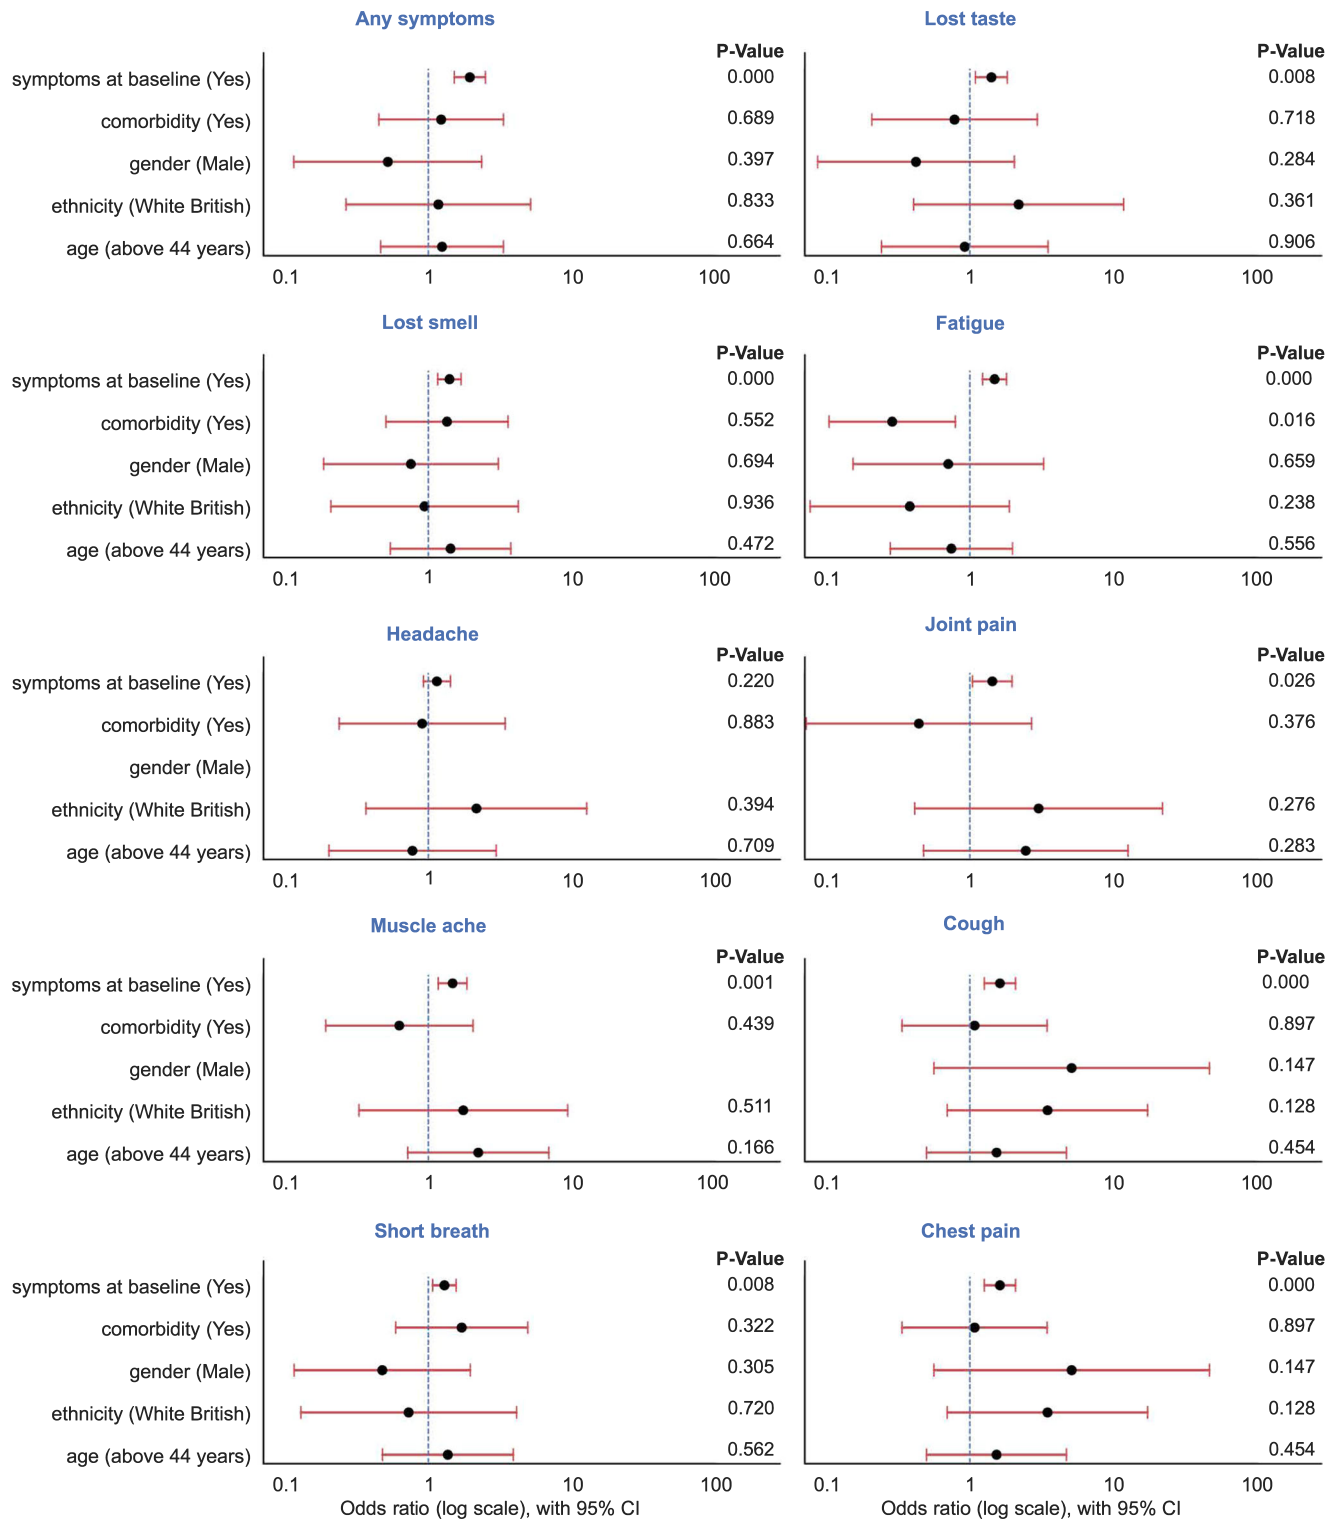 Any symptoms
P-Value
symptoms at baseline (Yes) 0.000
comorbidity (Yes) 0.689
gender (Male) 0.397
ethnicity (White British) 0.833
age (above 44 years) 0.664
0.1 1 10 100
Lost taste
P-Value
0.008
0.718
0.284
0.361
0.906
0.1 1 10 100
Lost smell
P-Value
symptoms at baseline (Yes) 0.000
comorbidity (Yes) 0.552
gender (Male) 0.694
ethnicity (White British) 0.936
age (above 44 years) 0.472
0.1 1 10 100
Fatigue
P-Value
0.000
0.016
0.659
0.238
0.556
0.1 1 10 100
Headache
P-Value
symptoms at baseline (Yes) 0.220
comorbidity (Yes) 0.883
gender (Male)
ethnicity (White British) 0.394
age (above 44 years) 0.709
0.1 1 10 100
Joint pain
P-Value
0.026
0.376
0.276
0.283
0.1 1 10 100
Muscle ache
P-Value
symptoms at baseline (Yes) 0.001
comorbidity (Yes) 0.439
gender (Male)
ethnicity (White British) 0.511
age (above 44 years) 0.166
0.1 1 10 100
Cough
P-Value
0.000
0.897
0.147
0.128
0.454
0.1 1 10 100
Short breath
P-Value
symptoms at baseline (Yes) 0.008
comorbidity (Yes) 0.322
gender (Male) 0.305
ethnicity (White British) 0.720
age (above 44 years) 0.562
0.1 1 10 100
Odds ratio (log scale), with 95% CI
Chest pain
P-Value
0.000
0.897
0.147
0.128
0.454
0.1 1 10 100
Odds ratio (log scale), with 95% CI